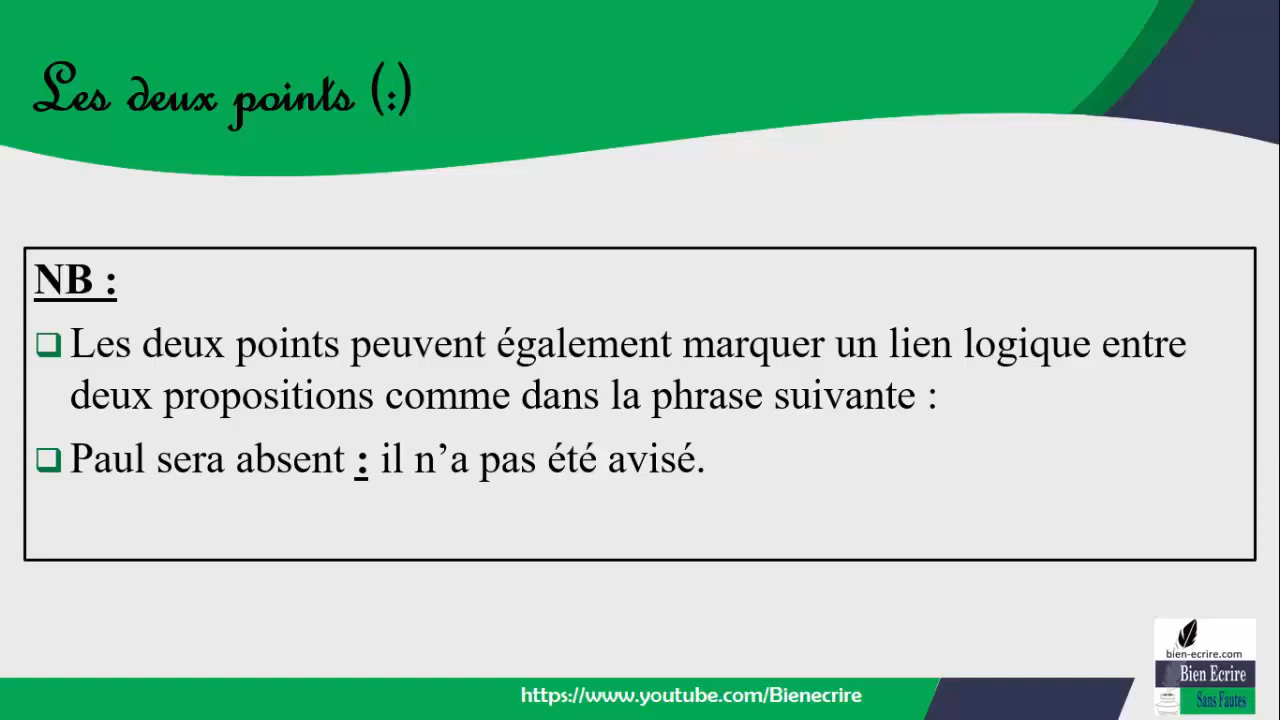 Les deux points (:)
NB :
Les deux points peuvent également marquer un lien logique entre
deux propositions comme dans la phrase suivante :
Paul sera absent : il n’a pas été avisé.
bien-ecrire.com
Bien Ecrire
Sans Fautes
https://www.youtube.com/Bienecrire